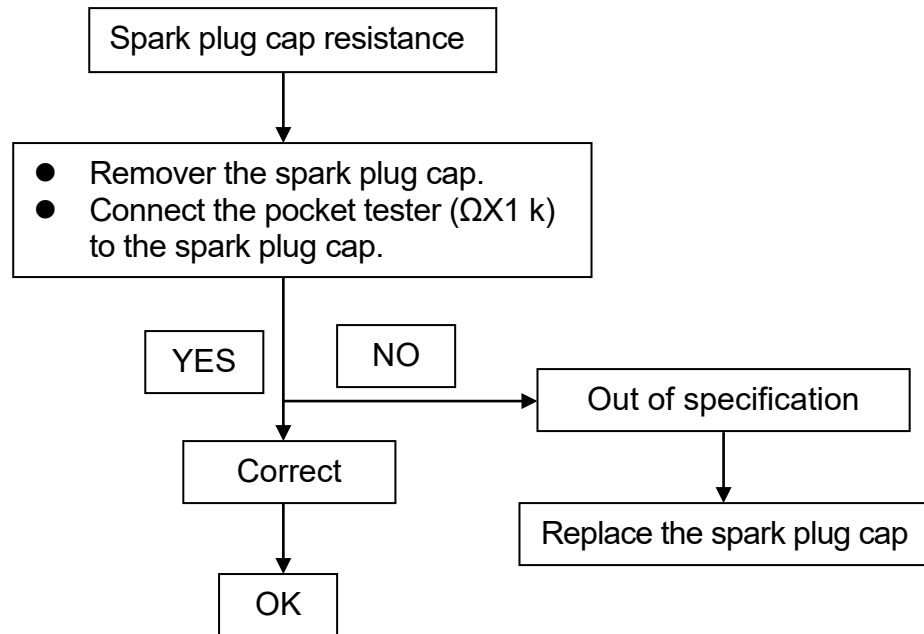 Spark plug cap resistance
● Remover the spark plug cap.
● Connect the pocket tester (ΩX1 k)
to the spark plug cap.
YES
NO
Out of specification
Correct
Replace the spark plug cap
OK